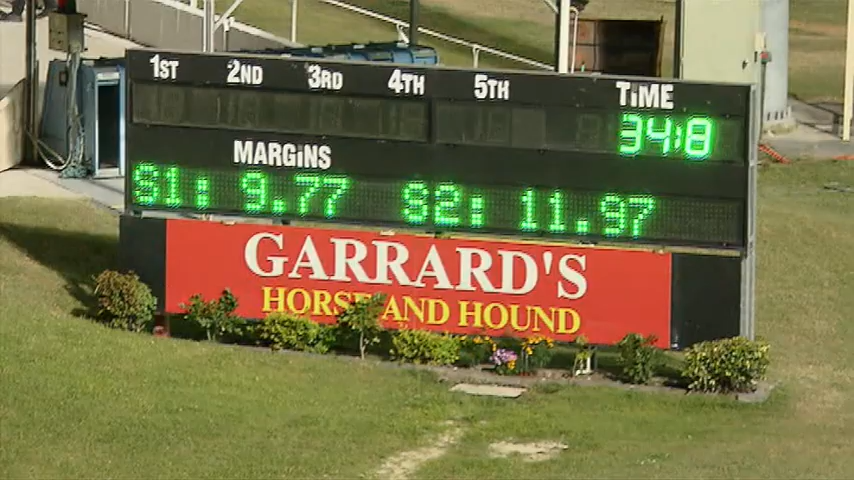 1ST 2ND 3RD 4TH 5TH TIME
34:8
MARGINS
S1: 9.77 S2: 11.97
GARRARD'S
HORSE AND HOUND